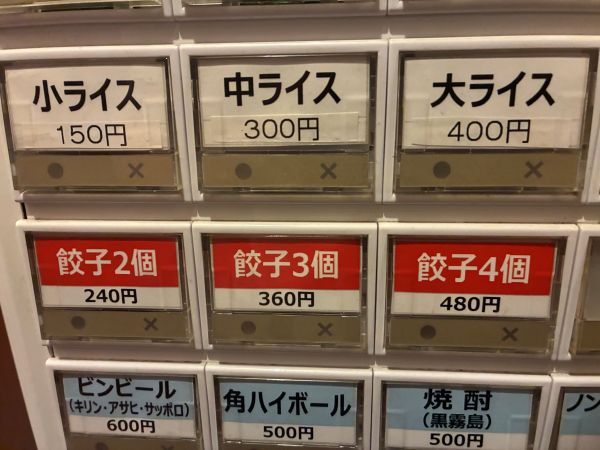 小ライス 中ライス 大ライス
150円 300円 400円
餃子2個 餃子3個 餃子4個
240円 360円 480円
ビンビール 角ハイボール 焼酎
(キリン・アサヒ・サッポロ) (黒霧島)
600円 500円 500円
ノン